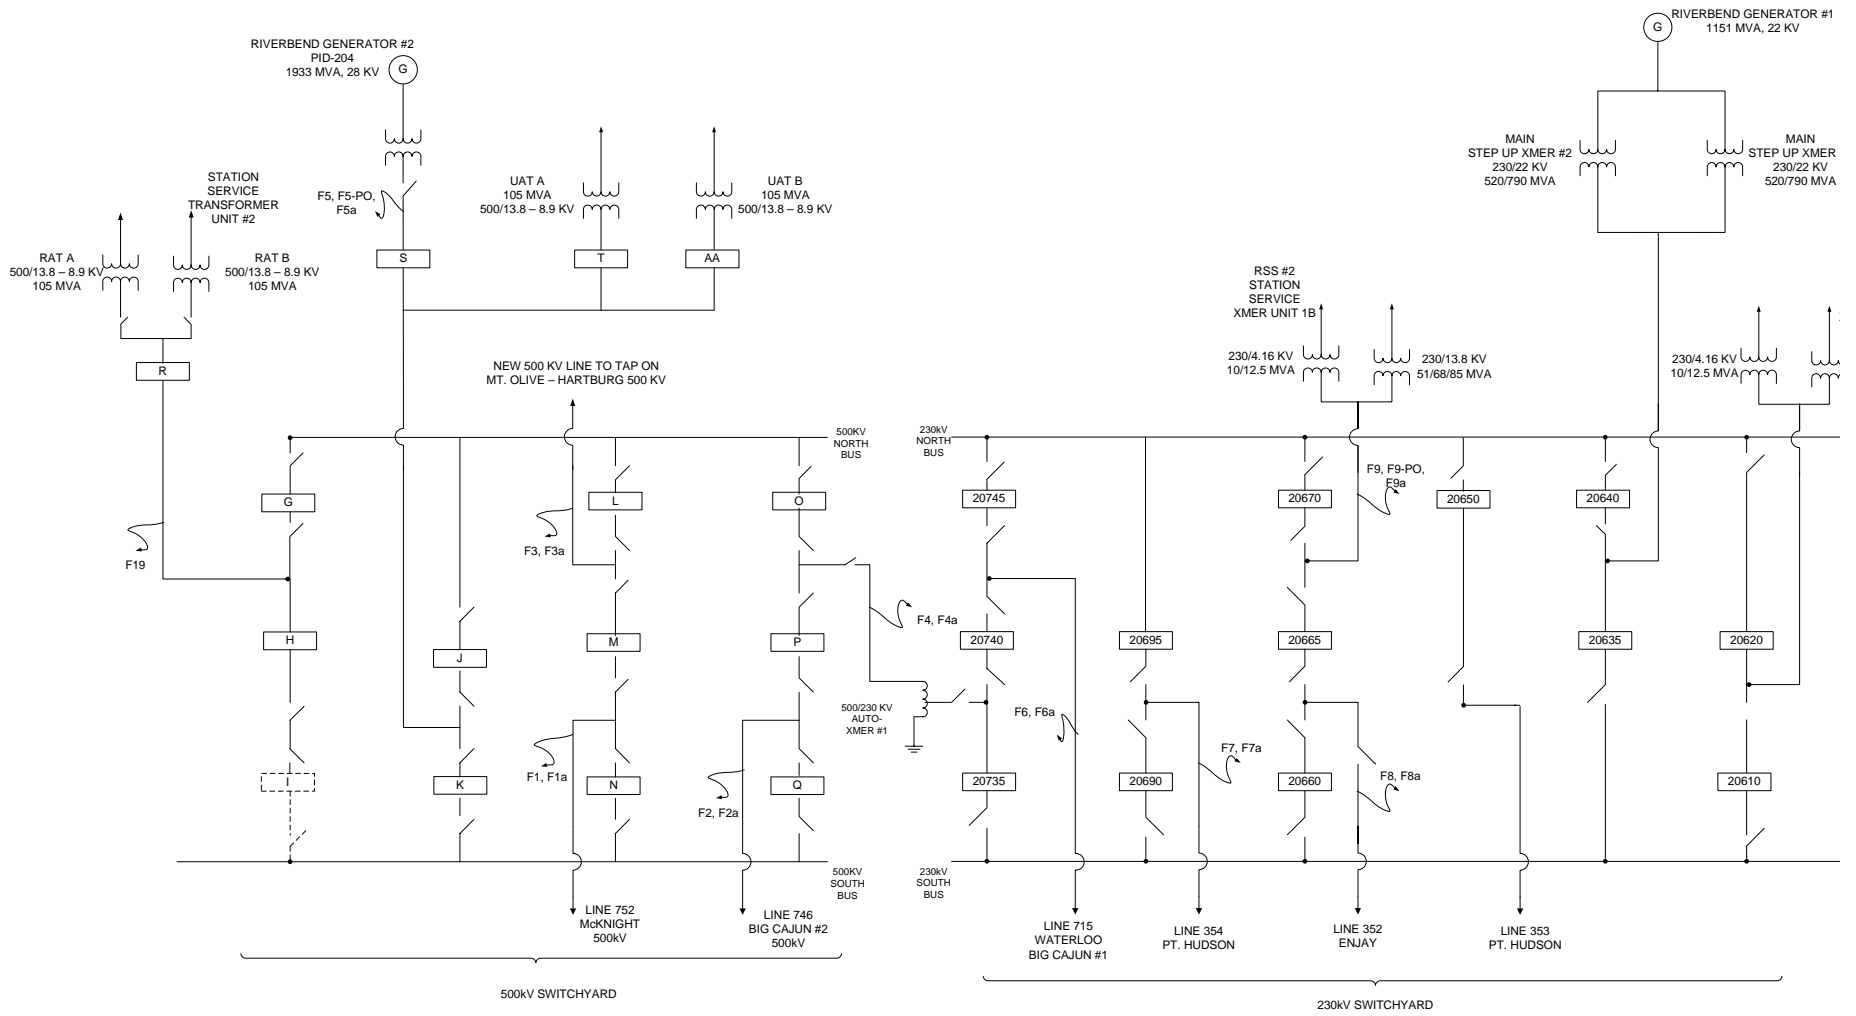 RIVERBEND GENERATOR #2
PID-204
1933 MVA, 28 KV
G
RIVERBEND GENERATOR #1
1151 MVA, 22 KV
G
MAIN
STEP UP XMER #2
230/22 KV
520/790 MVA
MAIN
STEP UP XMER
230/22 KV
520/790 MVA
STATION
SERVICE
TRANSFORMER
UNIT #2
F5, F5-PO,
F5a
UAT A
105 MVA
500/13.8 – 8.9 KV
UAT B
105 MVA
500/13.8 – 8.9 KV
RAT A
500/13.8 – 8.9 KV
105 MVA
RAT B
500/13.8 – 8.9 KV
105 MVA
S
T
AA
RSS #2
STATION
SERVICE
XMER UNIT 1B
230/4.16 KV
10/12.5 MVA
230/13.8 KV
51/68/85 MVA
230/4.16 KV
10/12.5 MVA
R
NEW 500 KV LINE TO TAP ON
MT. OLIVE – HARTBURG 500 KV
500KV
NORTH
BUS
230kV
NORTH
BUS
G
L
O
20745
20670
F9, F9-PO,
F9a
20650
20640
F19
F3, F3a
F4, F4a
H
J
M
P
20740
20695
20665
20635
20620
500/230 KV
AUTO-
XMER #1
F6, F6a
F7, F7a
F8, F8a
I
K
F1, F1a
N
F2, F2a
Q
20735
20690
20660
20610
500KV
SOUTH
BUS
230kV
SOUTH
BUS
LINE 752
McKNIGHT
500kV
LINE 746
BIG CAJUN #2
500kV
LINE 715
WATERLOO
BIG CAJUN #1
LINE 354
PT. HUDSON
LINE 352
ENJAY
LINE 353
PT. HUDSON
500kV SWITCHYARD
230kV SWITCHYARD